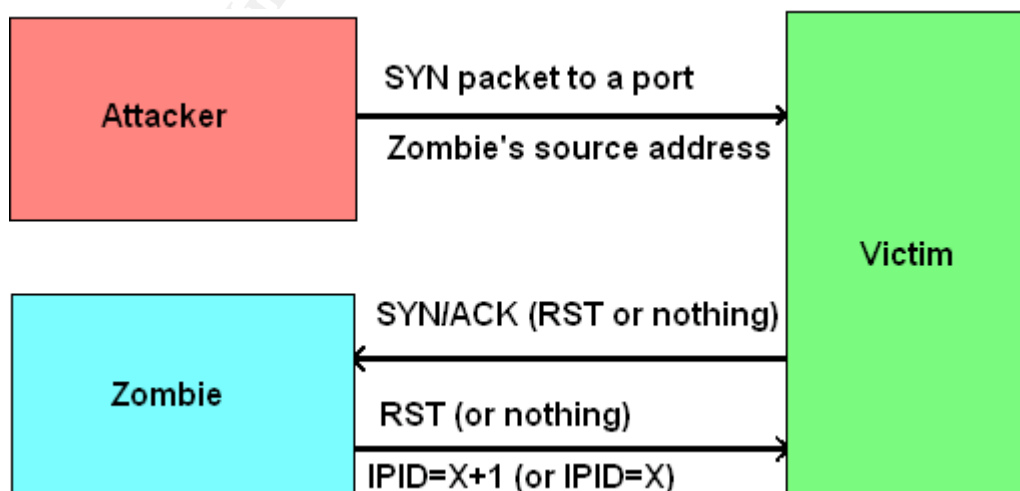 Attacker
SYN packet to a port
Zombie's source address
Victim
SYN/ACK (RST or nothing)
Zombie
RST (or nothing)
IPID=X+1 (or IPID=X)